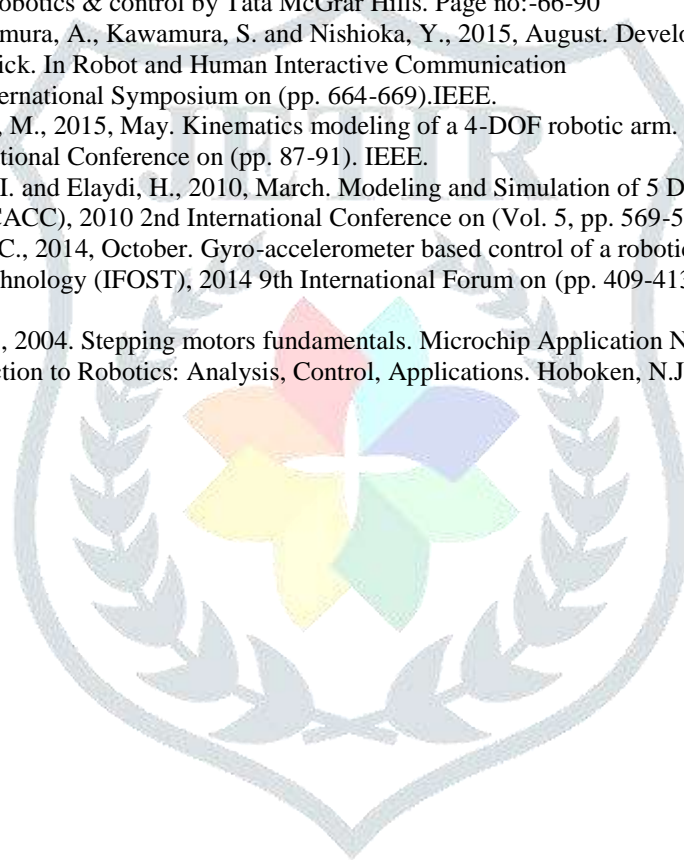 obotics & control by Tata McGrar Hills. Page no:-66-90
mura, A., Kawamura, S. and Nishioka, Y., 2015, August. Develo
ick. In Robot and Human Interactive Communication
ernational Symposium on (pp. 664-669).IEEE.
, M., 2015, May. Kinematics modeling of a 4-DOF robotic arm.
tional Conference on (pp. 87-91). IEEE.
I. and Elaydi, H., 2010, March. Modeling and Simulation of 5 D
CACC), 2010 2nd International Conference on (Vol. 5, pp. 569-5
C., 2014, October. Gyro-accelerometer based control of a robotic
chnology (IFOST), 2014 9th International Forum on (pp. 409-413
, 2004. Stepping motors fundamentals. Microchip Application N
ction to Robotics: Analysis, Control, Applications. Hoboken, N.J
JETIR